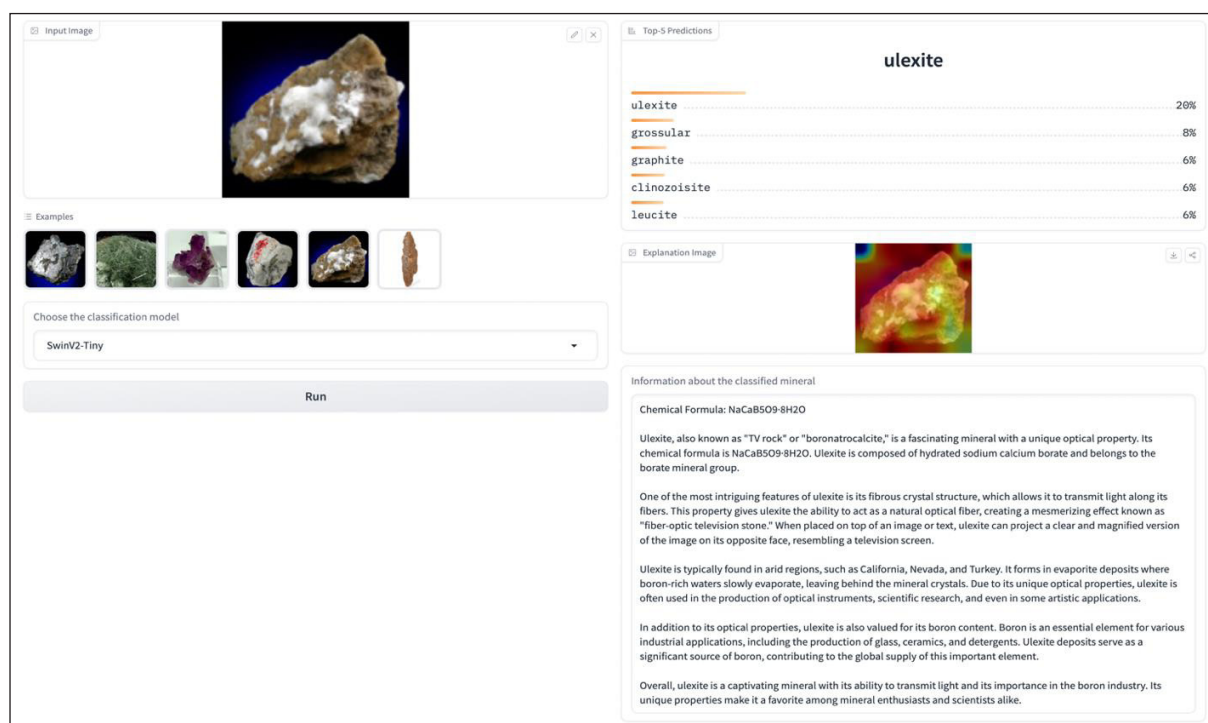 Input Image
Examples
Choose the classification model
SwinV2-Tiny
Run
Top-5 Predictions
ulexite
ulexite 20%
grossular 8%
graphite 6%
clinozoisite 6%
leucite 6%
Explanation Image
Information about the classified mineral
Chemical Formula: NaCaB5O9·8H2O
Ulexite, also known as "TV rock" or "boronatrocalcite," is a fascinating mineral with a unique optical property. Its
chemical formula is NaCaB5O9·8H2O. Ulexite is composed of hydrated sodium calcium borate and belongs to the
borate mineral group.
One of the most intriguing features of ulexite is its fibrous crystal structure, which allows it to transmit light along its
fibers. This property gives ulexite the ability to act as a natural optical fiber, creating a mesmerizing effect known as
"fiber-optic television stone." When placed on top of an image or text, ulexite can project a clear and magnified version
of the image on its opposite face, resembling a television screen.
Ulexite is typically found in arid regions, such as California, Nevada, and Turkey. It forms in evaporite deposits where
boron-rich waters slowly evaporate, leaving behind the mineral crystals. Due to its unique optical properties, ulexite is
often used in the production of optical instruments, scientific research, and even in some artistic applications.
In addition to its optical properties, ulexite is also valued for its boron content. Boron is an essential element for various
industrial applications, including the production of glass, ceramics, and detergents. Ulexite deposits serve as a
significant source of boron, contributing to the global supply of this important element.
Overall, ulexite is a captivating mineral with its ability to transmit light and its importance in the boron industry. Its
unique properties make it a favorite among mineral enthusiasts and scientists alike.